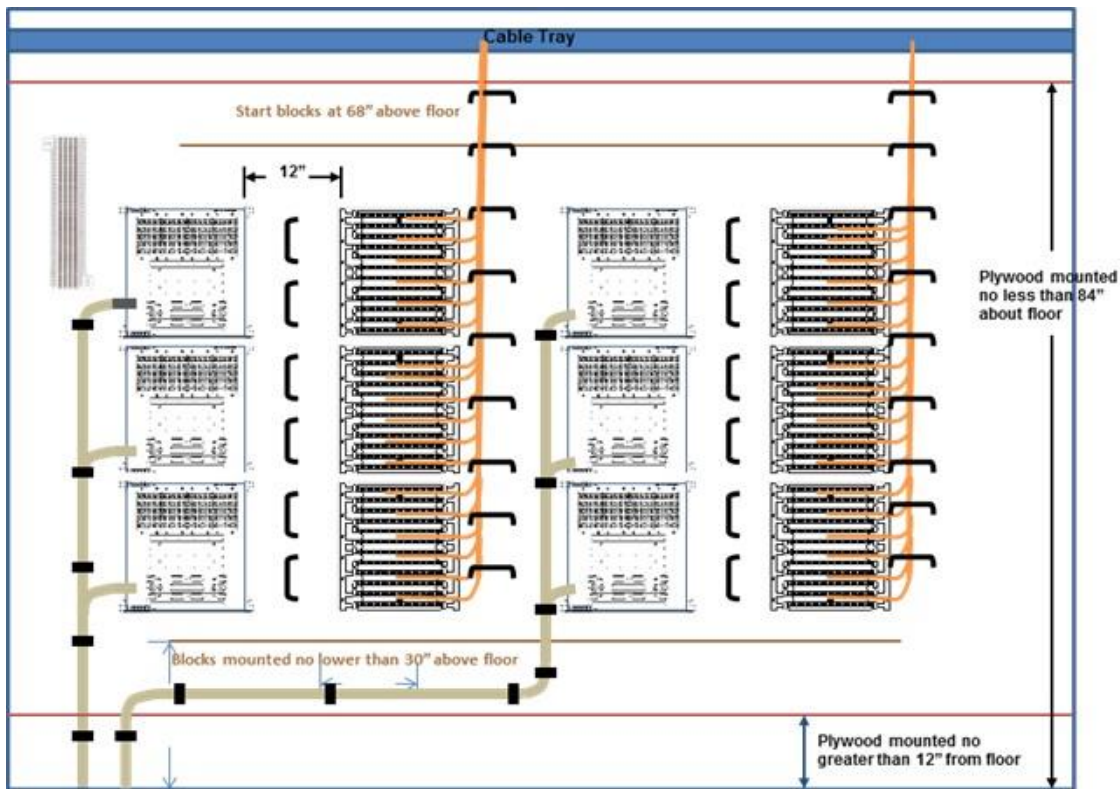 Cable Tray
Start blocks at 68” above floor
12”
Plywood mounted
no less than 84”
about floor
Blocks mounted no lower than 30” above floor
Plywood mounted no
greater than 12” from floor